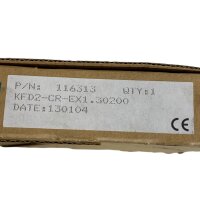 P/N: 116313 QTY:1
KFD2-CR-EX1.30200
DATE:130104
CE